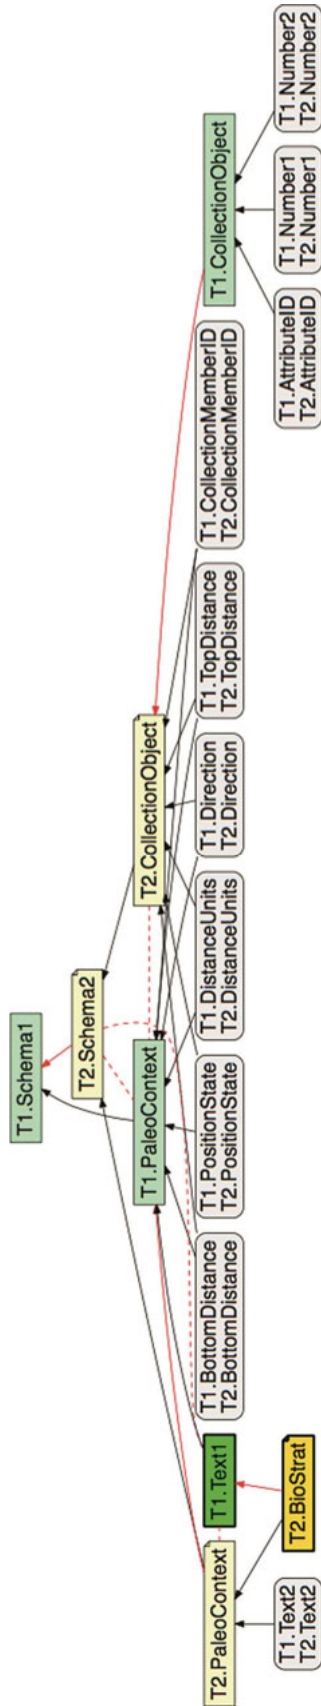 T1.Schema1
T2.Schema2
T1.PaleoContext
T2.CollectionObject
T2.PaleoContext
T1.Text1
T1.BottomDistance
T2.BottomDistance
T1.PositionState
T2.PositionState
T1.DistanceUnits
T2.DistanceUnits
T1.Direction
T2.Direction
T1.TopDistance
T2.TopDistance
T1.CollectionMemberID
T2.CollectionMemberID
T1.CollectionObject
T1.Text2
T2.Text2
T2.BioStrat
T1.AttributeID
T2.AttributeID
T1.Number1
T2.Number1
T1.Number2
T2.Number2